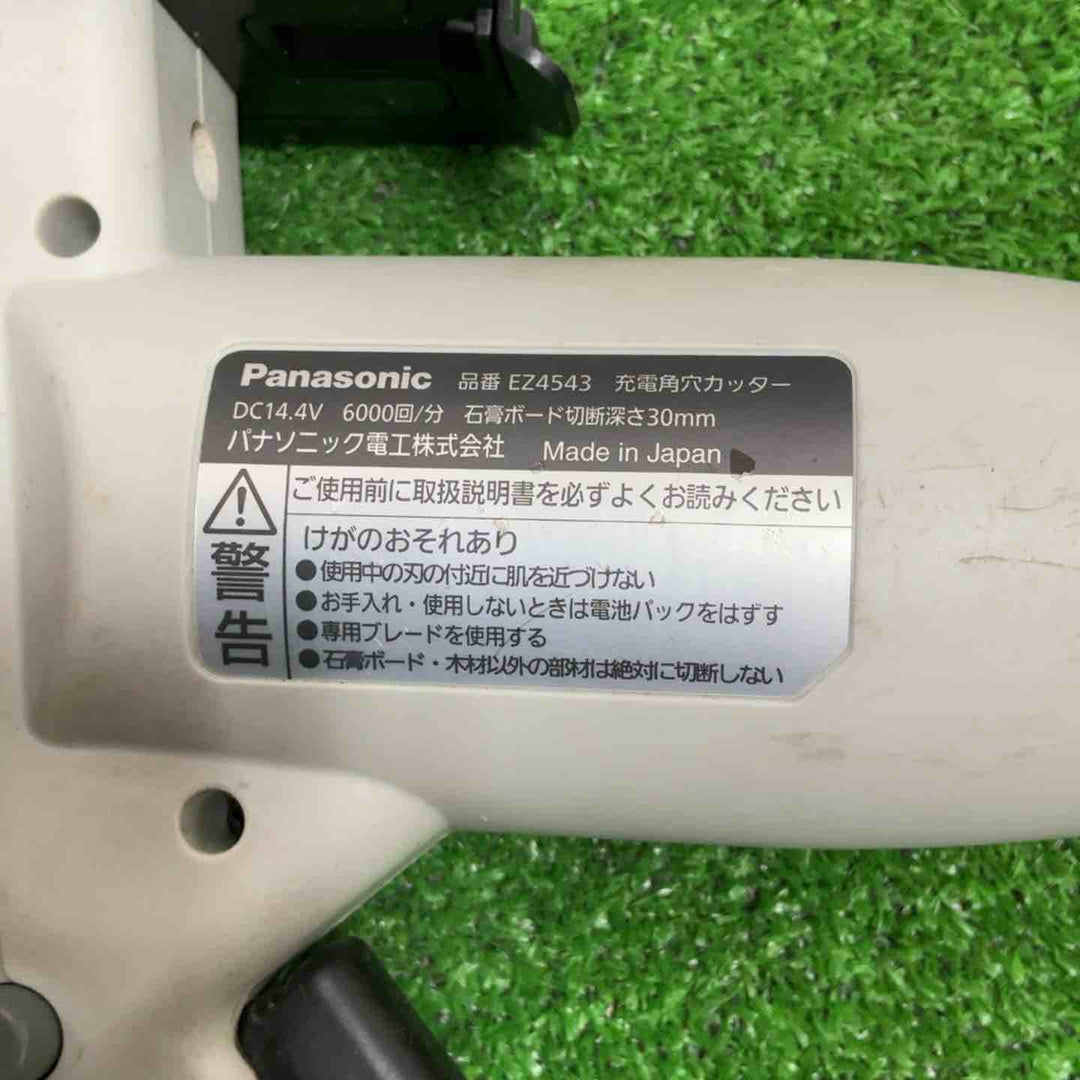 Panasonic 品番 EZ4543 充電角穴カッター
DC14.4V 6000回/分 石膏ボード切断深さ30mm
パナソニック電工株式会社 Made in Japan
警告
ご使用前に取扱説明書を必ずよくお読みください
けがのおそれあり
●使用中の刃の付近に肌を近づけない
●お手入れ・使用しないときは電池パックをはずす
●専用ブレードを使用する
●石膏ボード・木材以外の部材は絶対に切断しない